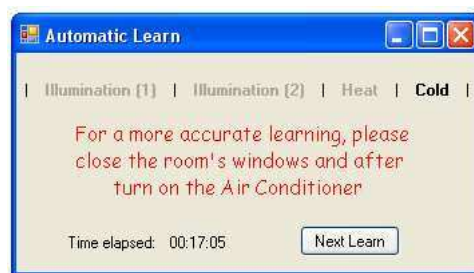 Automatic Learn
| Illumination (1) | Illumination (2) | Heat | Cold |
For a more accurate learning, please
close the room's windows and after
turn on the Air Conditioner
Time elapsed: 00:17:05 Next Learn